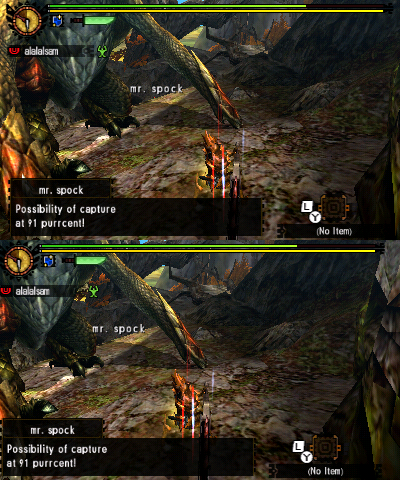 alalalsam
mr. spock
mr. spock
Possibility of capture
at 91 purrcent!
L
Y
(No Item)
alalalsam
mr. spock
mr. spock
Possibility of capture
at 91 purrcent!
L
Y
(No Item)